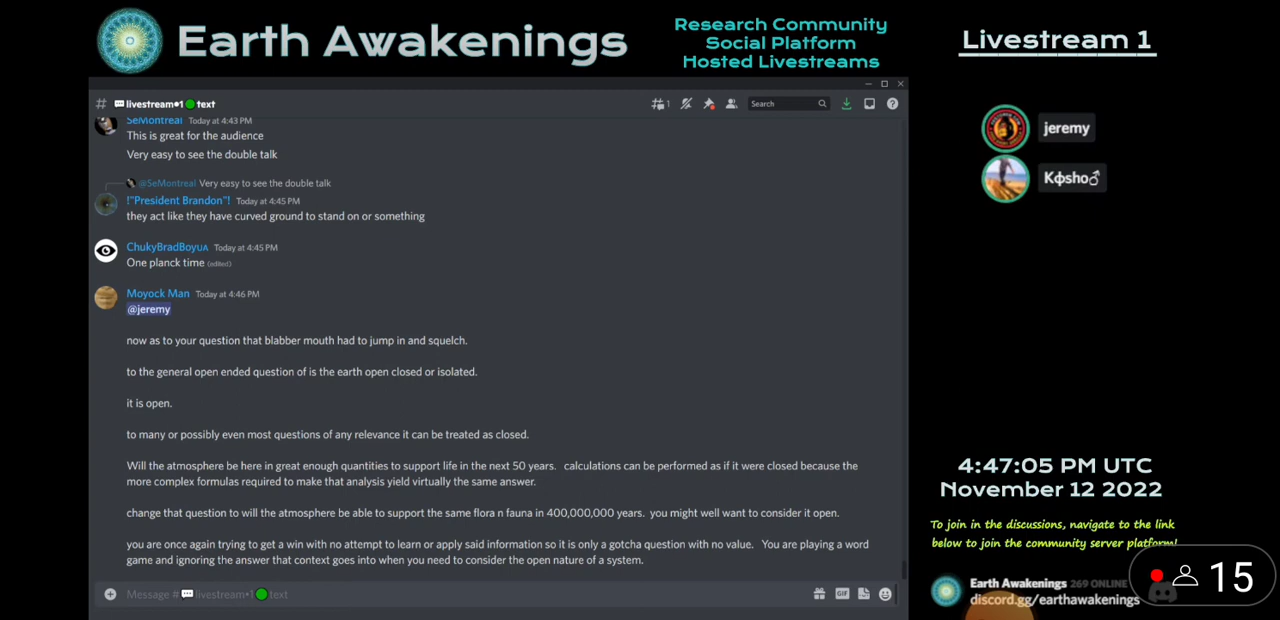 Earth Awakenings
Research Community
Social Platform
Hosted Livestreams
Livestream 1
# livestream•1 text
1
Search
SeMontreal Today at 4:43 PM
This is great for the audience
Very easy to see the double talk
@SeMontreal Very easy to see the double talk
!"President Brandon"! Today at 4:45 PM
they act like they have curved ground to stand on or something
ChukyBradBoyUA Today at 4:45 PM
One planck time (edited)
Moyock Man Today at 4:46 PM
@jeremy
now as to your question that blabber mouth had to jump in and squelch.
to the general open ended question of is the earth open closed or isolated.
it is open.
to many or possibly even most questions of any relevance it can be treated as closed.
Will the atmosphere be here in great enough quantities to support life in the next 50 years. calculations can be performed as if it were closed because the
more complex formulas required to make that analysis yield virtually the same answer.
change that question to will the atmosphere be able to support the same flora n fauna in 400,000,000 years. you might well want to consider it open.
you are once again trying to get a win with no attempt to learn or apply said information so it is only a gotcha question with no value. You are playing a word
game and ignoring the answer that context goes into when you need to consider the open nature of a system.
Message # livestream•1 text
GIF
jeremy
Kфsho♂
4:47:05 PM UTC
November 12 2022
To join in the discussions, navigate to the link
below to join the community server platform!
Earth Awakenings 269 ONLINE
discord.gg/earthawakenings
15